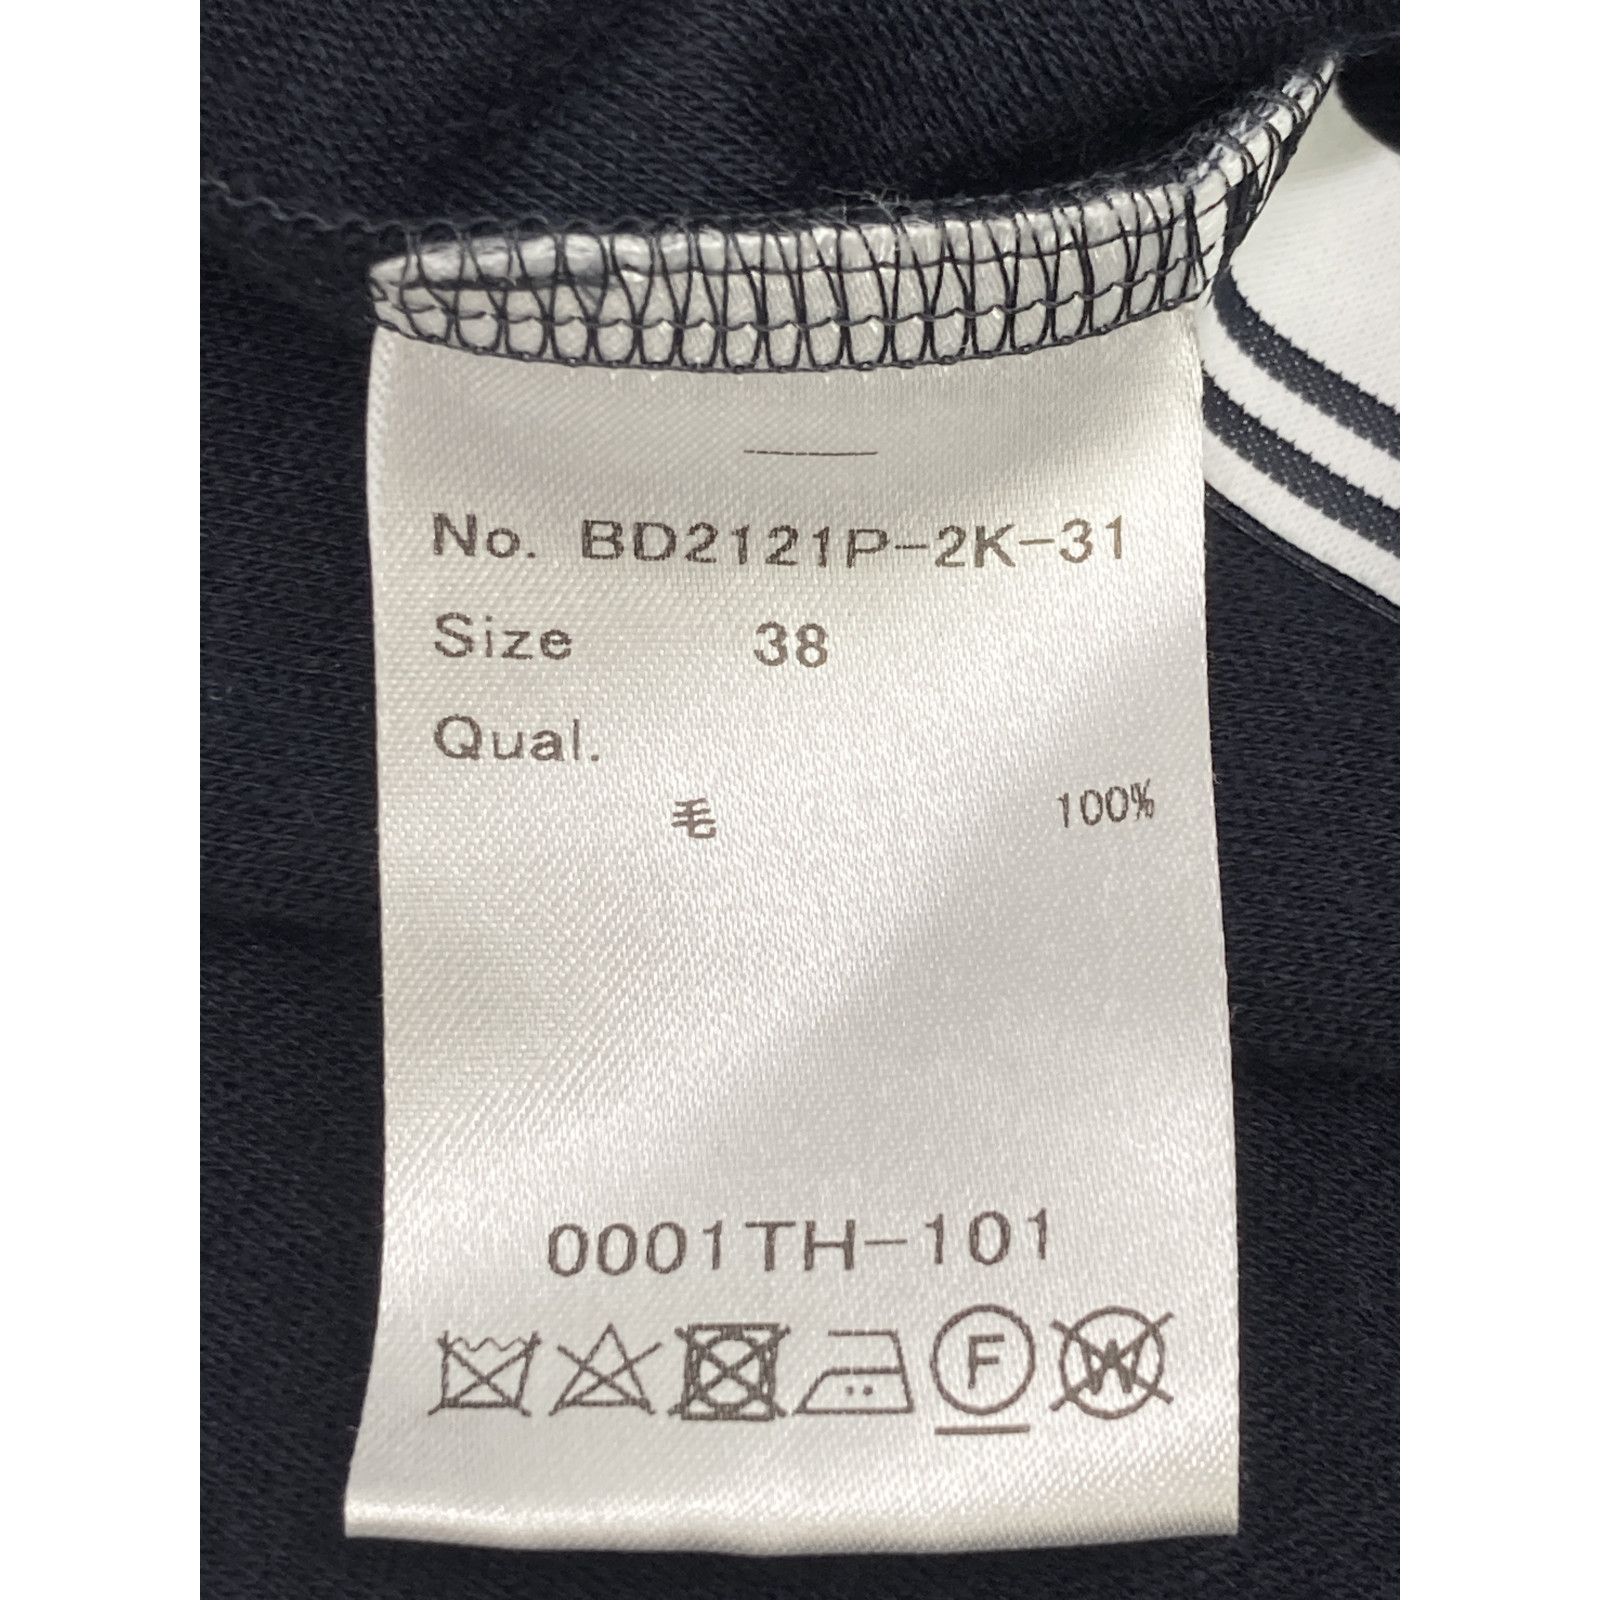 No. BD2121P-2K-31
Size 38
Qual.
毛 100%
0001TH-101
F W